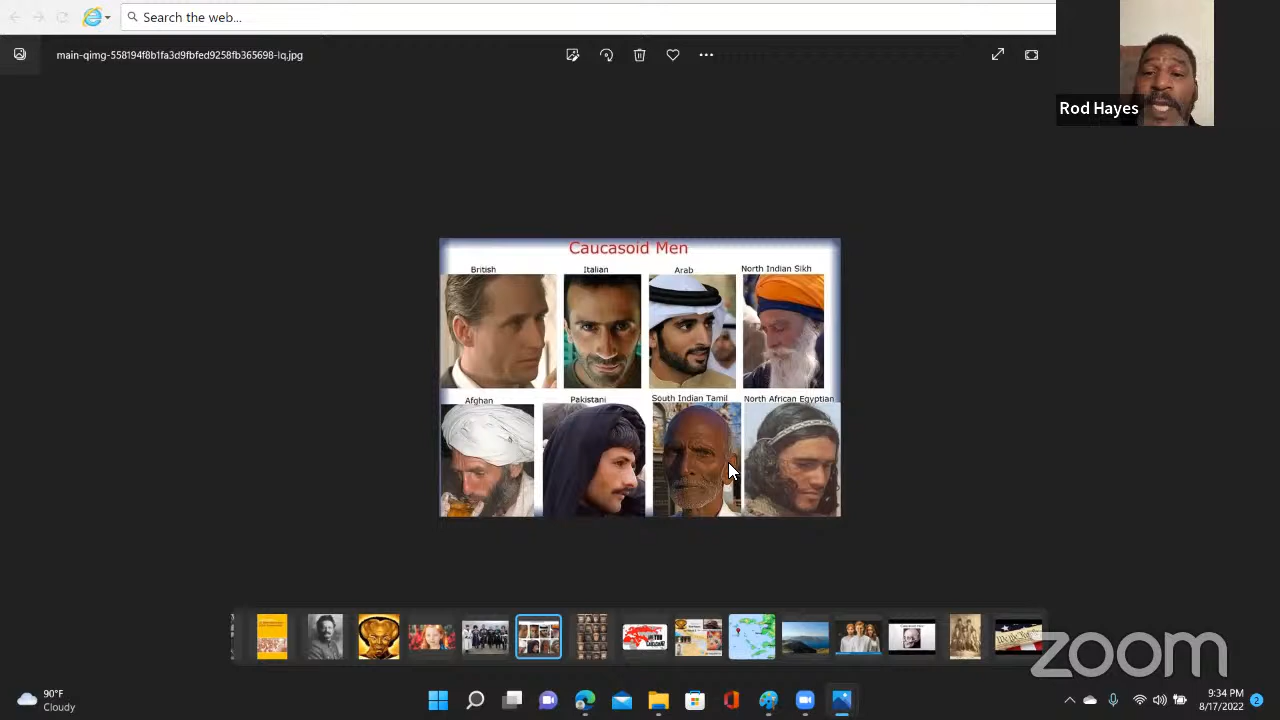 Search the web...
main-qimg-558194f8b1fa3d9fbfed9258fb365698-lq.jpg
Rod Hayes
Caucasoid Men
British
Italian
Arab
North Indian Sikh
Afghan
Pakistani
South Indian Tamil
North African Egyptian
zoom
90°F
Cloudy
9:34 PM
8/17/2022
2